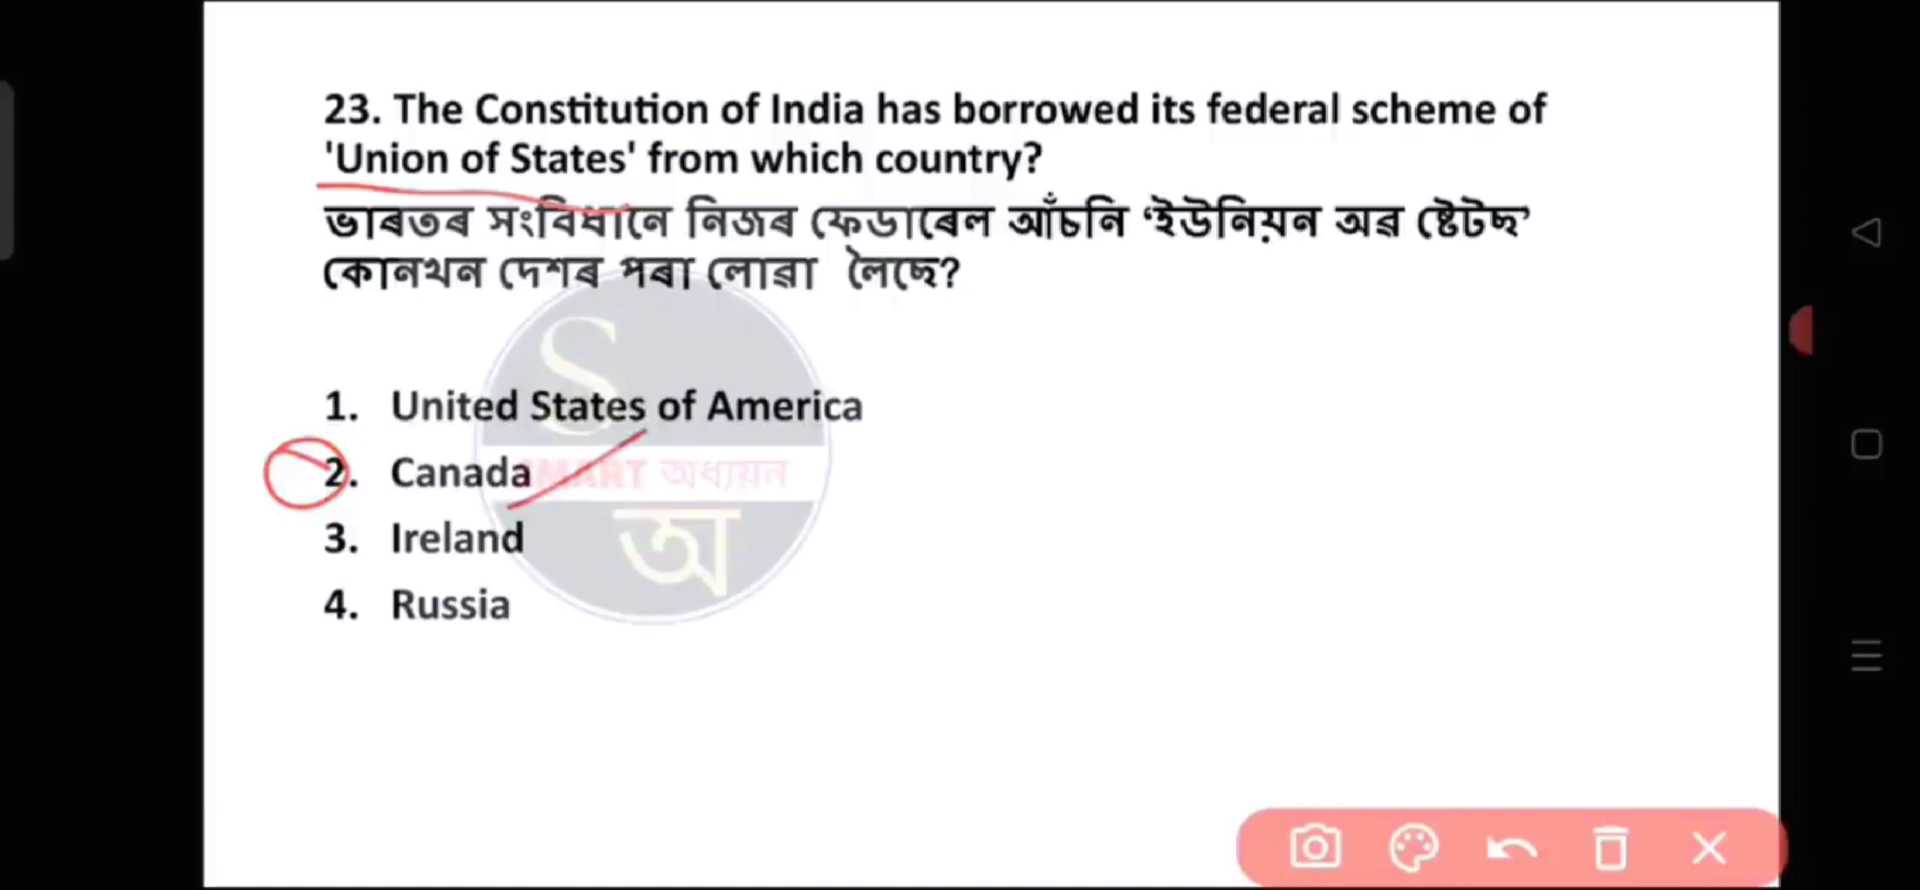 23. The Constitution of India has borrowed its federal scheme of
'Union of States' from which country?
ভাৰতৰ সংবিধানে নিজৰ ফেডাৰেল আঁচনি ‘ইউনিয়ন অৱ ষ্টেটছ’
কোনখন দেশৰ পৰা লোৱা লৈছে?
S
1. United States of America
2. Canada
SMART অধ্যয়ন
3. Ireland
অ
4. Russia